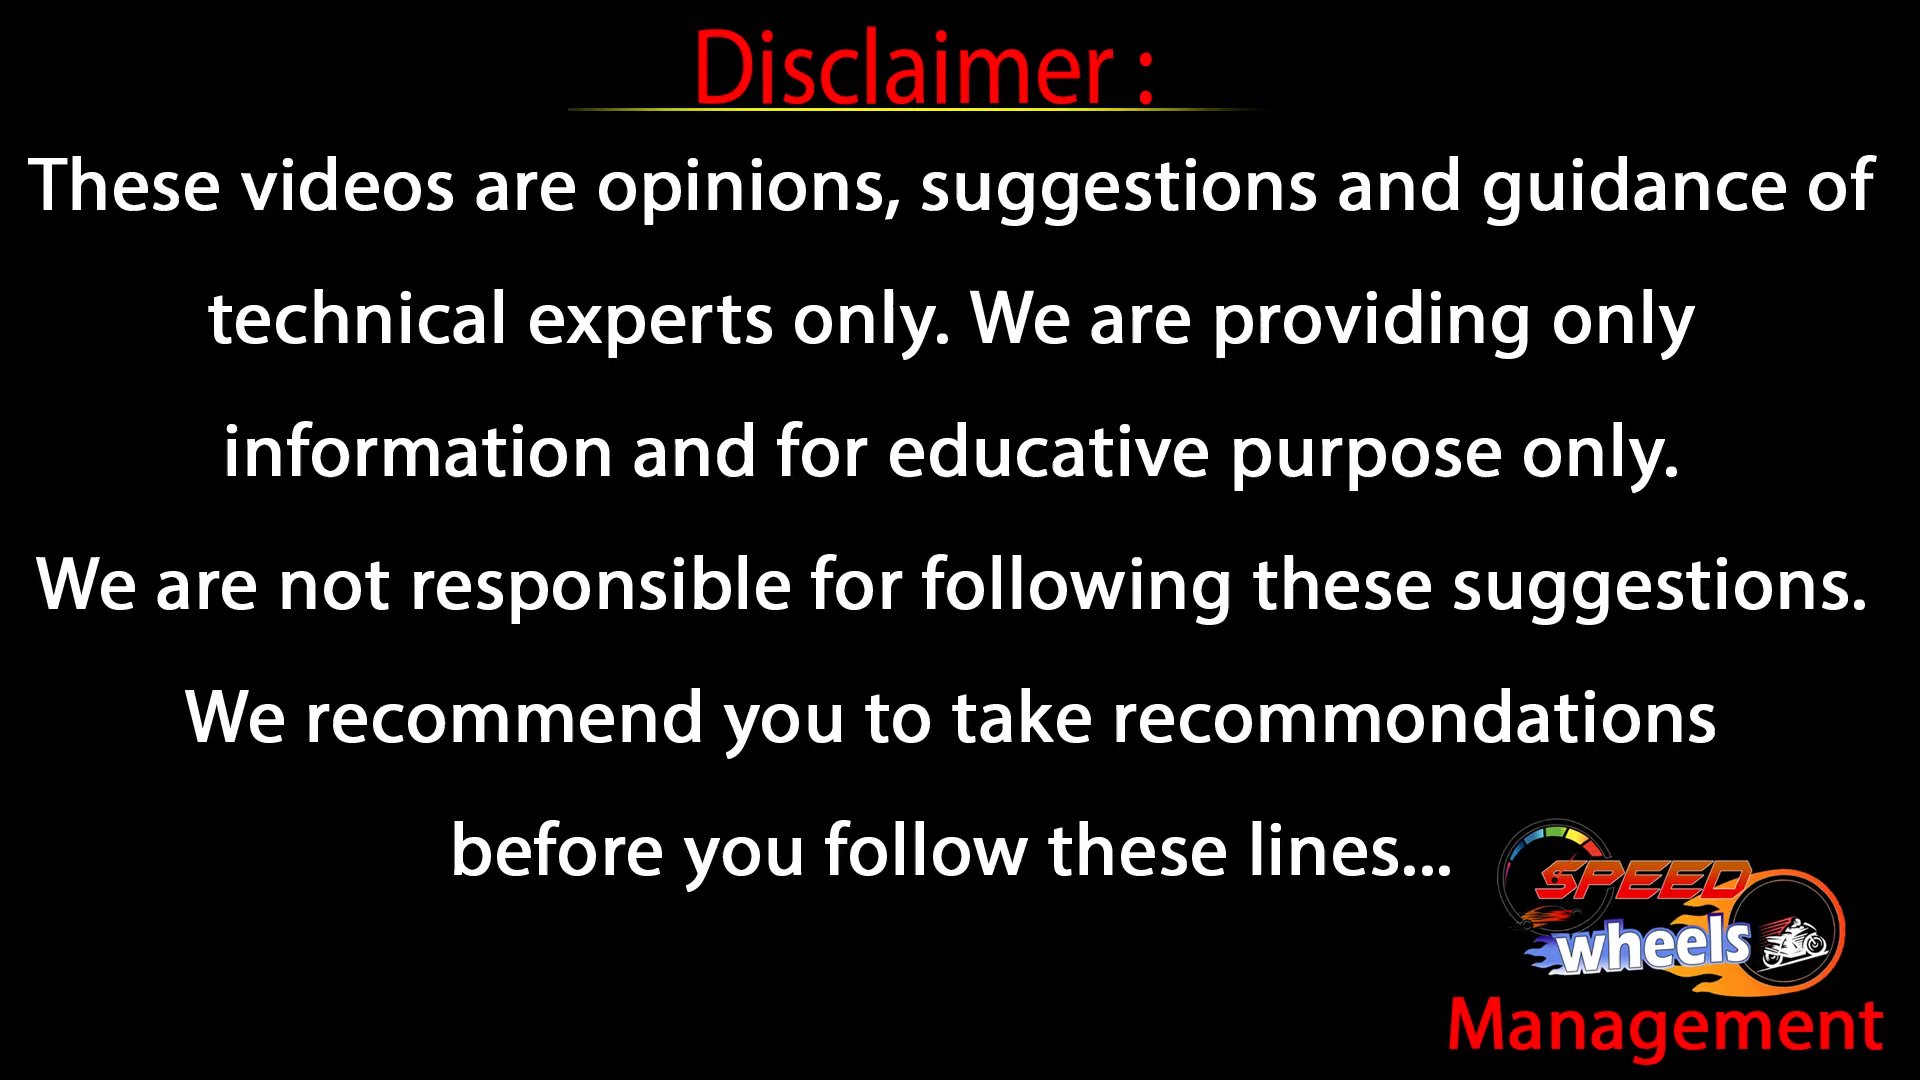 Disclaimer :
These videos are opinions, suggestions and guidance of
technical experts only. We are providing only
information and for educative purpose only.
We are not responsible for following these suggestions.
We recommend you to take recommondations
before you follow these lines...
SPEED
wheels
Management